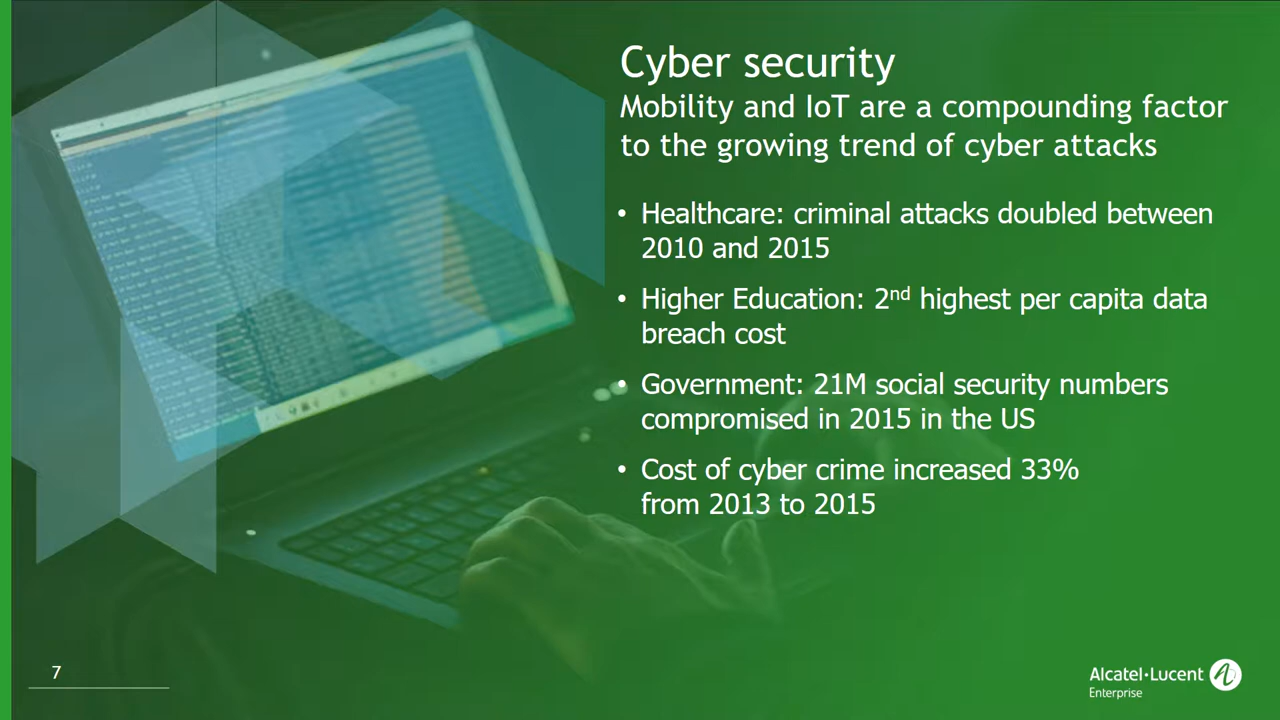 Cyber security
Mobility and IoT are a compounding factor
to the growing trend of cyber attacks
• Healthcare: criminal attacks doubled between
2010 and 2015
• Higher Education: 2nd highest per capita data
breach cost
• Government: 21M social security numbers
compromised in 2015 in the US
• Cost of cyber crime increased 33%
from 2013 to 2015
7
Alcatel·Lucent
Enterprise